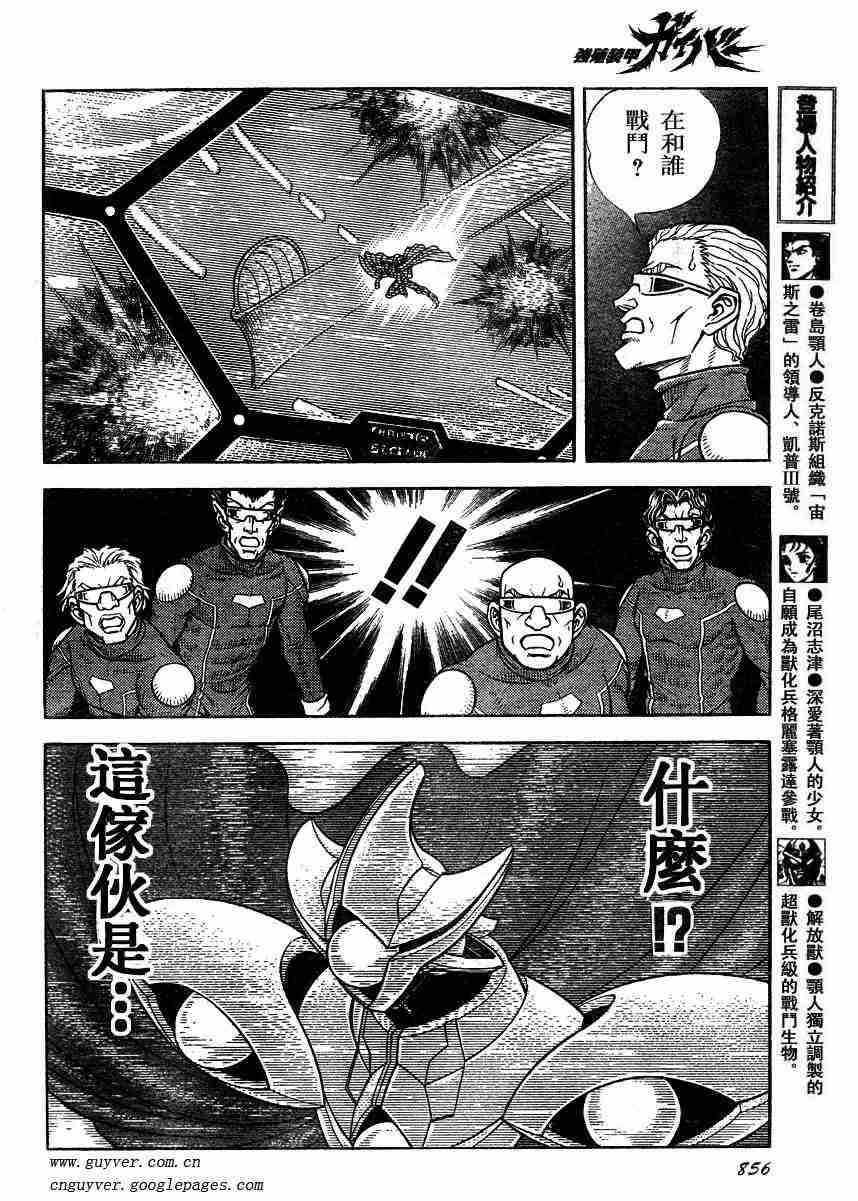 強殖装甲ガイバー
在和誰
戰鬥？
!!
什麼!?
這傢伙是…
登場人物紹介
●卷島顎人●反克諾斯組織「宙
斯之雷」的領導人、凱普III號。
●尾沼志津●深愛著顎人的少女。
自願成為獸化兵格麗塞露達參戰。
●解放獸●顎人獨立調製的
超獸化兵級的戰鬥生物。
www.guyver.com.cn
cnguyver.googlepages.com
856